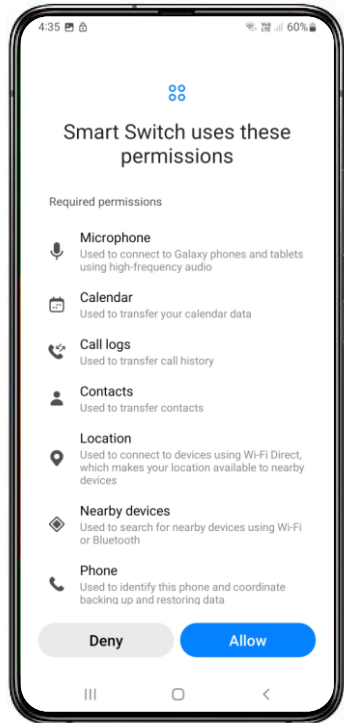 4:35 60%
Smart Switch uses these
permissions
Required permissions
Microphone
Used to connect to Galaxy phones and tablets
using high-frequency audio
Calendar
Used to transfer your calendar data
Call logs
Used to transfer call history
Contacts
Used to transfer contacts
Location
Used to connect to devices using Wi-Fi Direct,
which makes your location available to nearby
devices
Nearby devices
Used to search for nearby devices using Wi-Fi
or Bluetooth
Phone
Used to identify this phone and coordinate
backing up and restoring data
Deny Allow